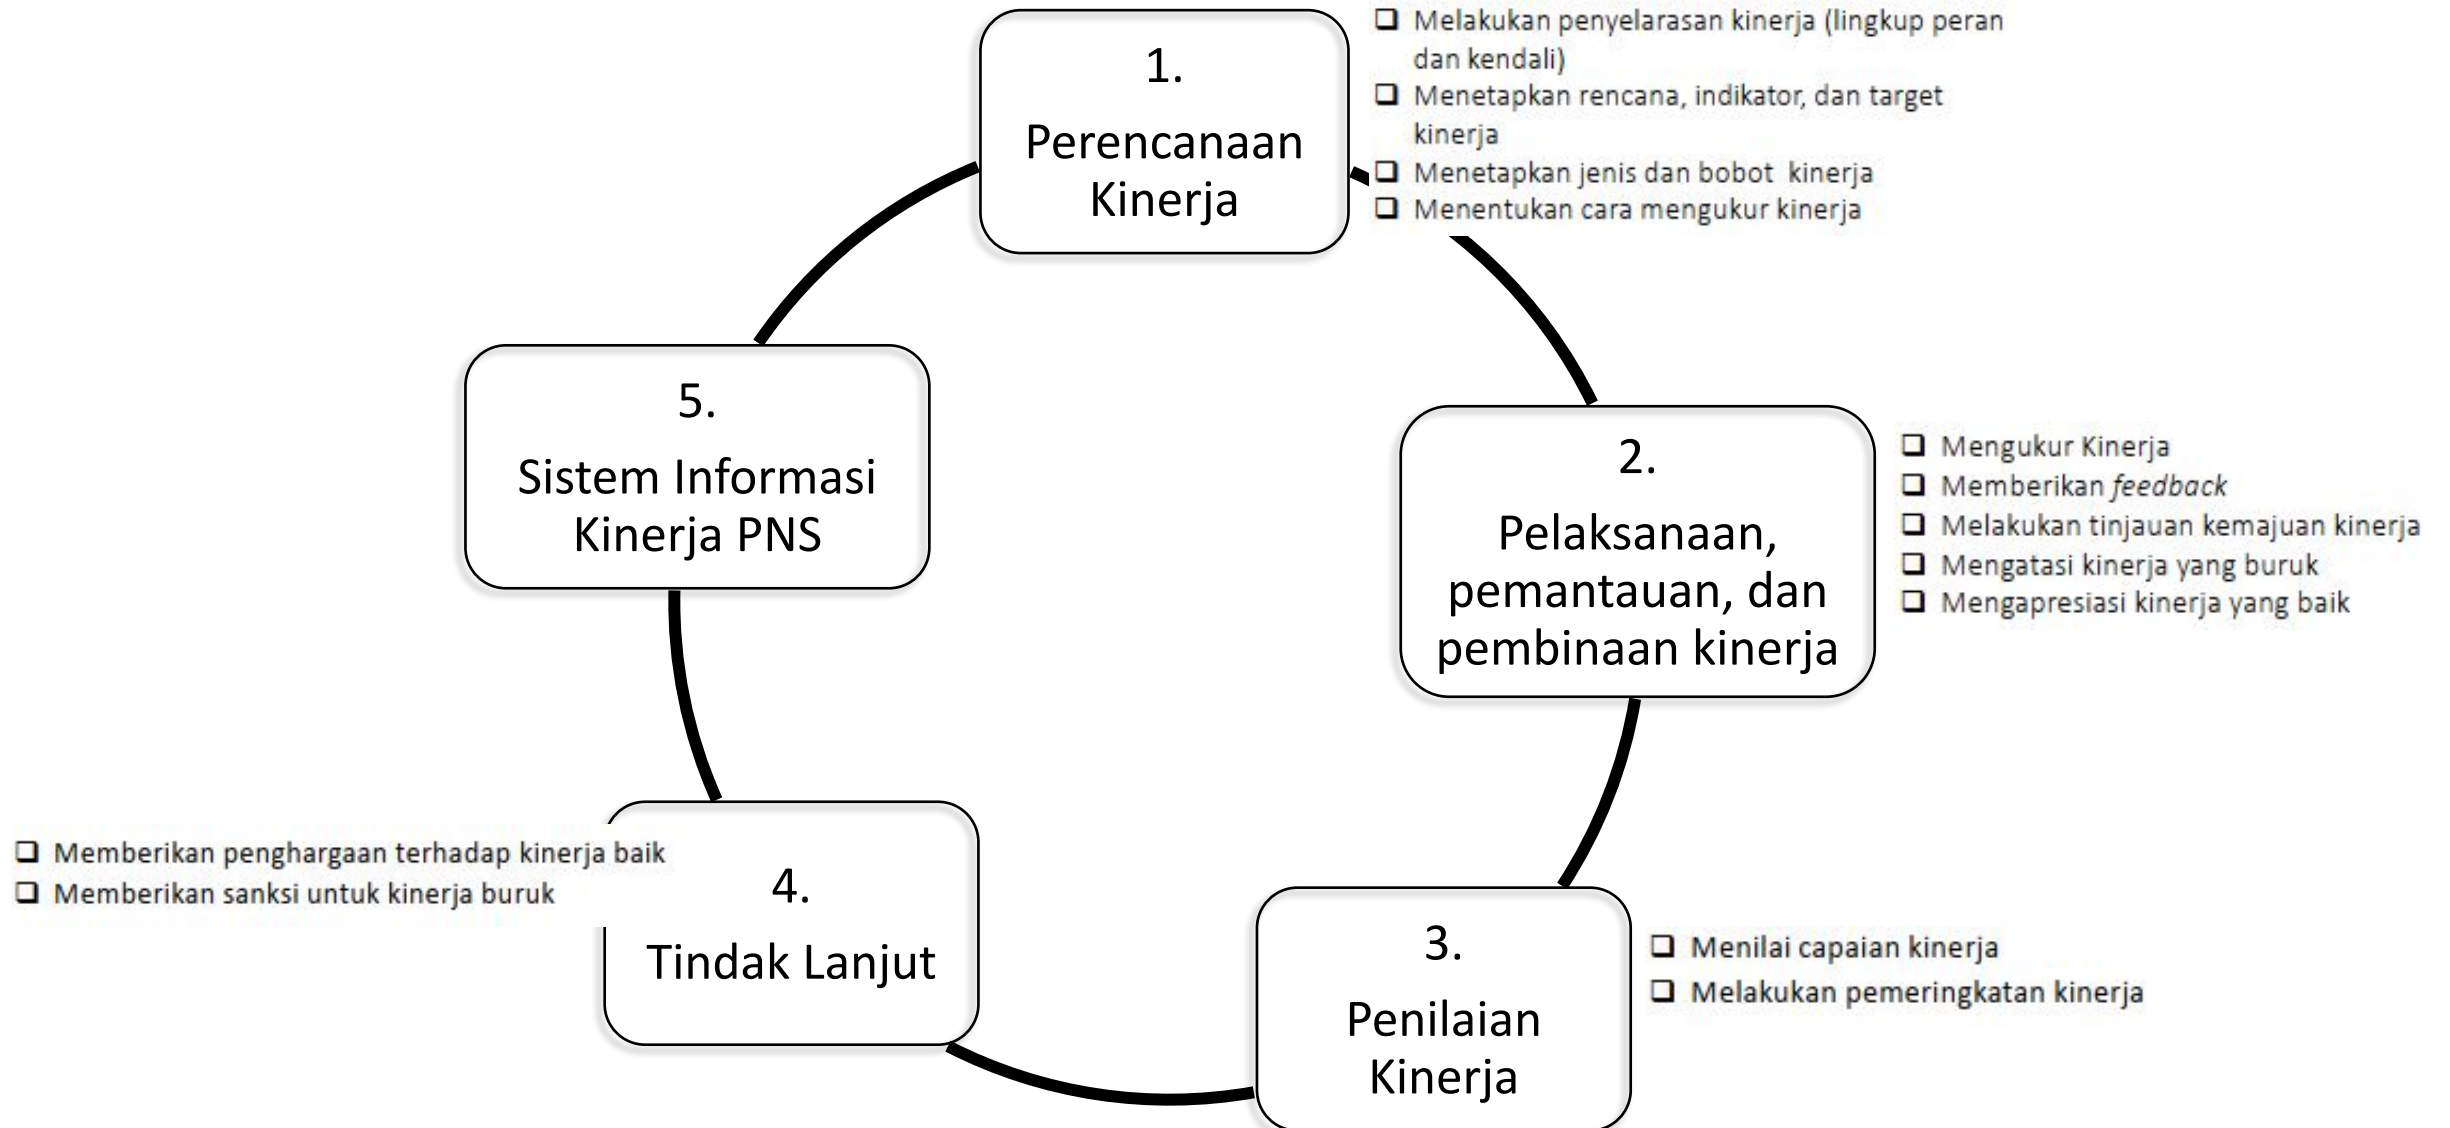 1.
Perencanaan
Kinerja
❑ Melakukan penyelarasan kinerja (lingkup peran
dan kendali)
❑ Menetapkan rencana, indikator, dan target
kinerja
❑ Menetapkan jenis dan bobot kinerja
❑ Menentukan cara mengukur kinerja
2.
Pelaksanaan,
pemantauan, dan
pembinaan kinerja
❑ Mengukur Kinerja
❑ Memberikan feedback
❑ Melakukan tinjauan kemajuan kinerja
❑ Mengatasi kinerja yang buruk
❑ Mengapresiasi kinerja yang baik
3.
Penilaian
Kinerja
❑ Menilai capaian kinerja
❑ Melakukan pemeringkatan kinerja
4.
Tindak Lanjut
❑ Memberikan penghargaan terhadap kinerja baik
❑ Memberikan sanksi untuk kinerja buruk
5.
Sistem Informasi
Kinerja PNS